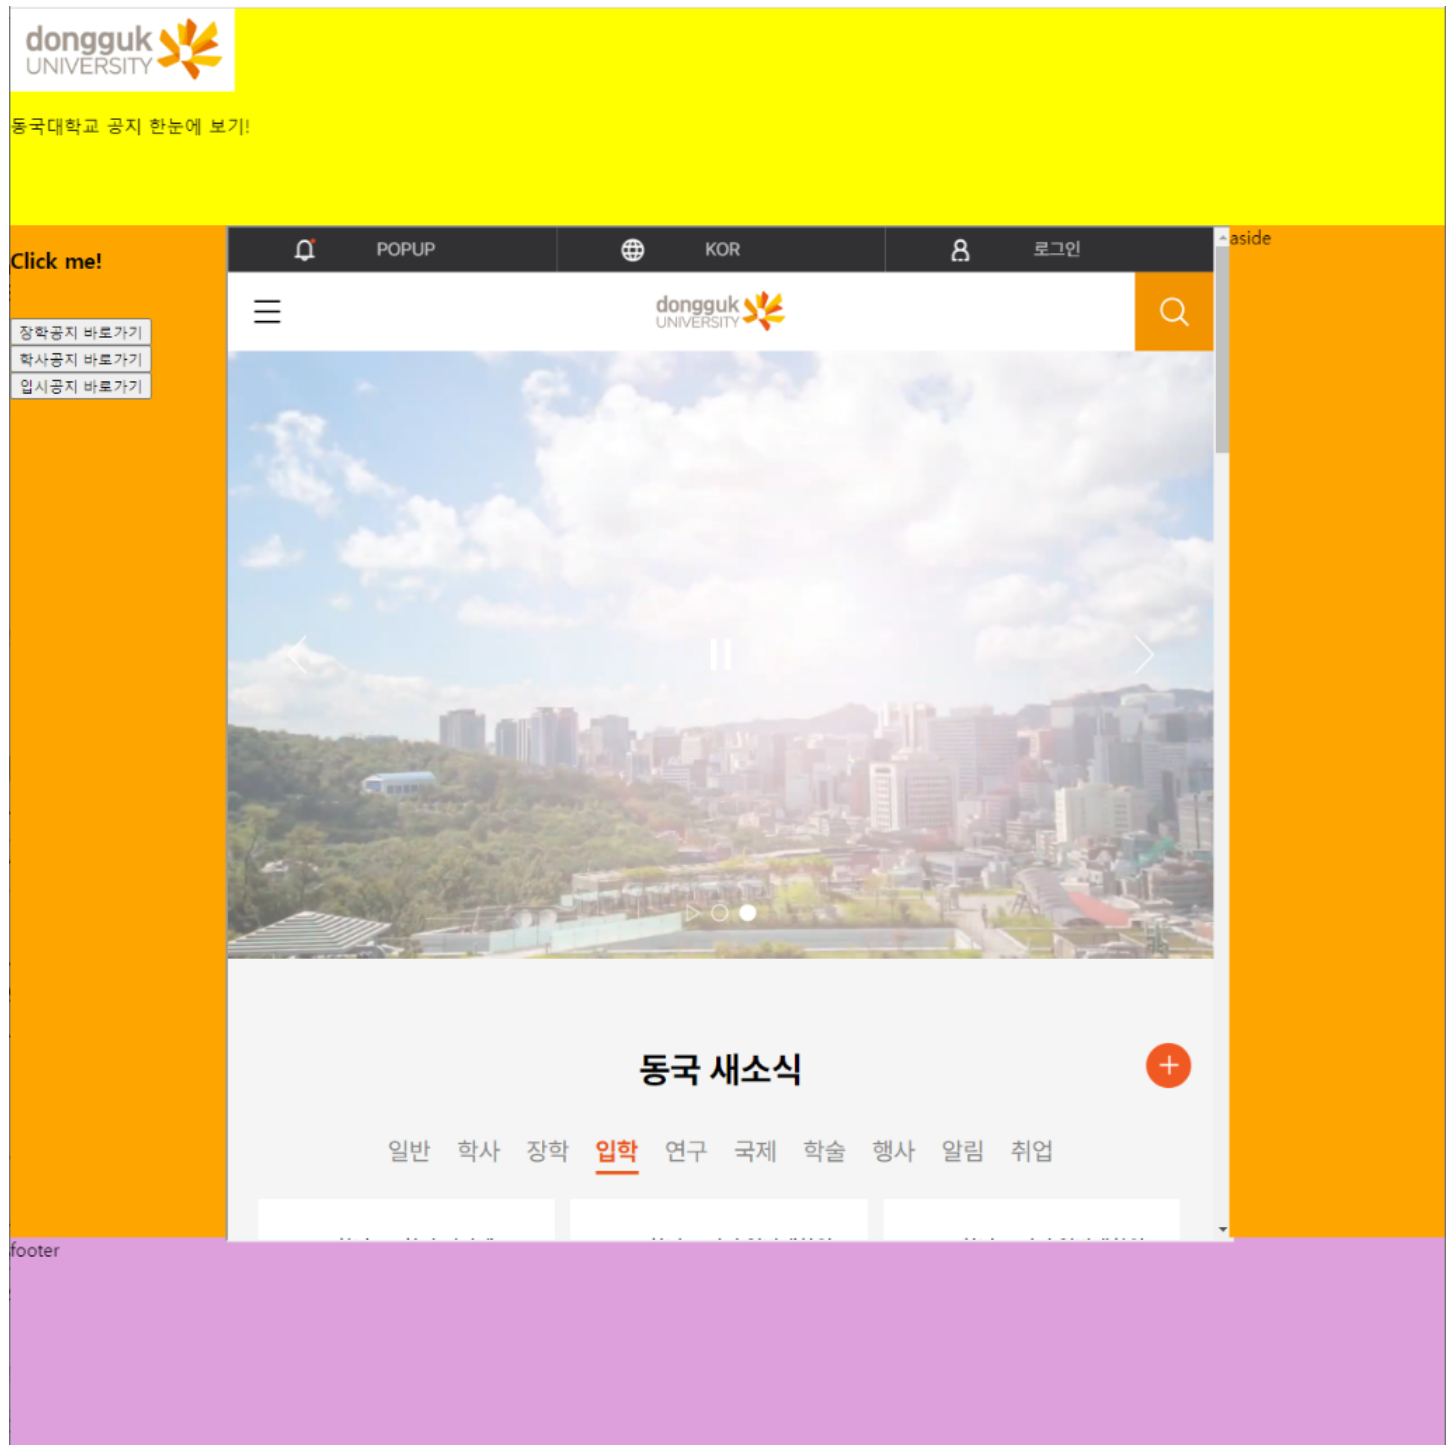 dongguk
UNIVERSITY
동국대학교 공지 한눈에 보기!
Click me!
장학공지 바로가기
학사공지 바로가기
입시공지 바로가기
POPUP
KOR
로그인
dongguk
UNIVERSITY
동국 새소식
일반 학사 장학 입학 연구 국제 학술 행사 알림 취업
aside
footer